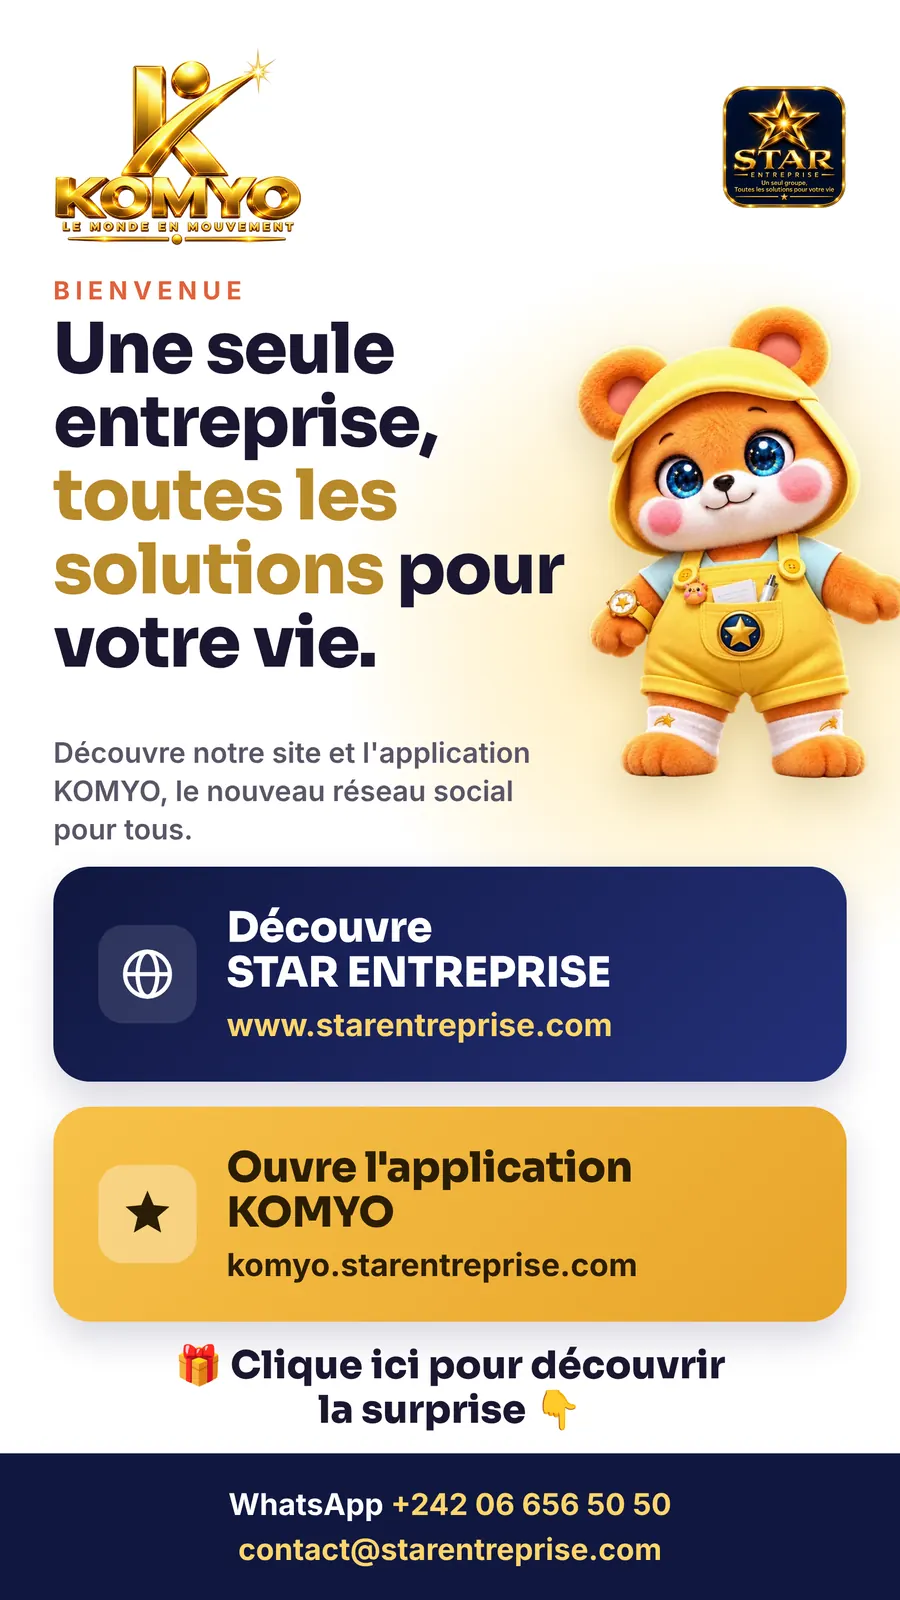 KOMYO
LE MONDE EN MOUVEMENT
STAR
ENTREPRISE
Un seul groupe,
Toutes les solutions pour votre vie
BIENVENUE
Une seule
entreprise,
toutes les
solutions pour
votre vie.
Découvre notre site et l'application
KOMYO, le nouveau réseau social
pour tous.
Découvre
STAR ENTREPRISE
www.starentreprise.com
Ouvre l'application
KOMYO
komyo.starentreprise.com
🎁 Clique ici pour découvrir
la surprise 👇
WhatsApp +242 06 656 50 50
contact@starentreprise.com